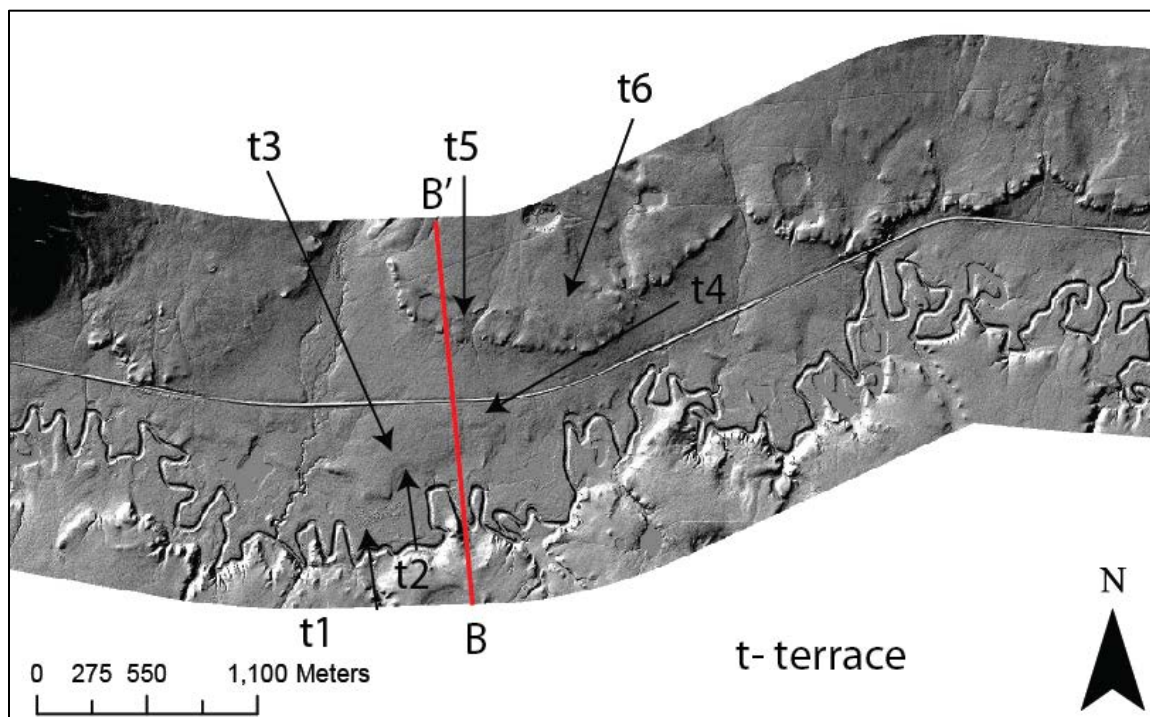 t6
t3
t5
B’
t4
t2
t1
B
N
t- terrace
0 275 550 1,100 Meters